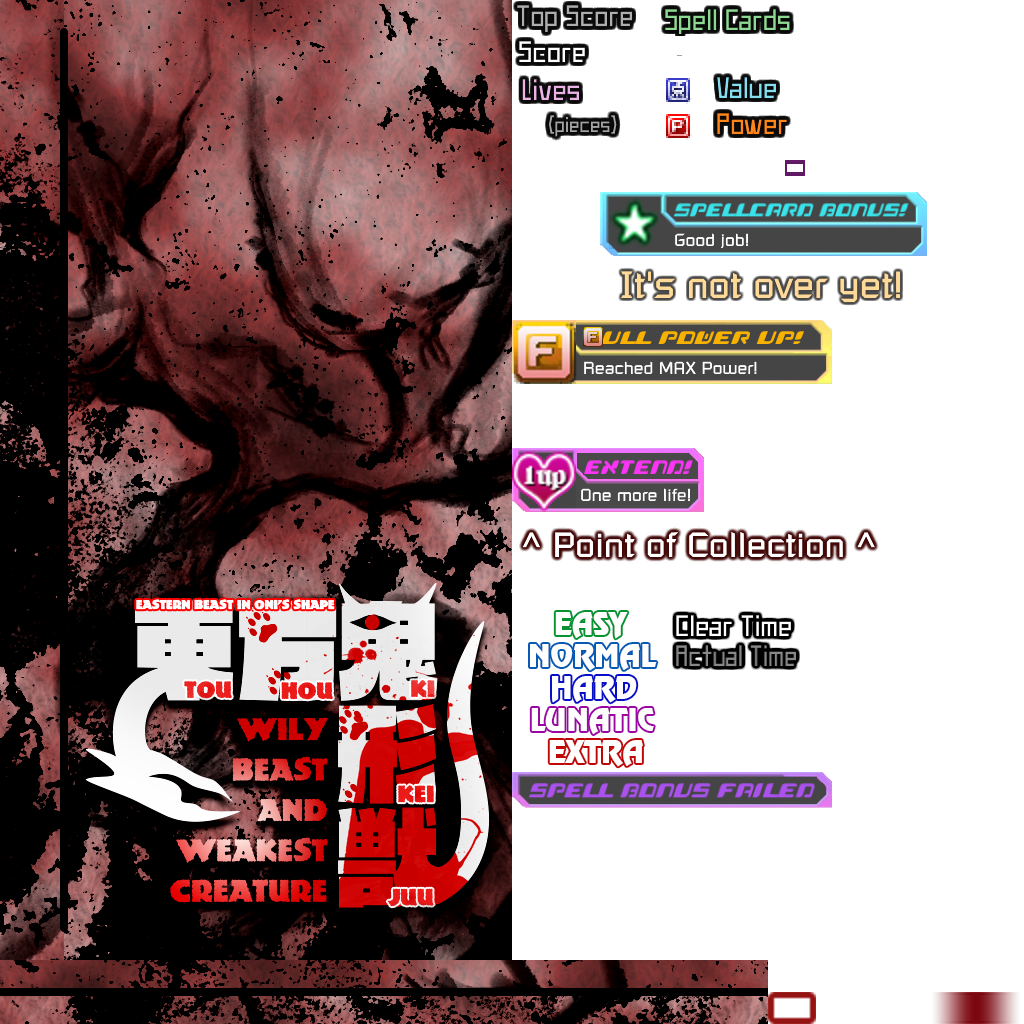 Top Score
Spell Cards
Score
Lives
Value
(pieces)
P
Power
SPELLCARD BONUS!
Good job!
It's not over yet!
F
FULL POWER UP!
Reached MAX Power!
1up
EXTEND!
One more life!
^ Point of Collection ^
EASTERN BEAST IN ONI'S SHAPE
東方鬼
TOU HOU KI
形
KEI
獣
JUU
WILY
BEAST
AND
WEAKEST
CREATURE
EASY
NORMAL
HARD
LUNATIC
EXTRA
Clear Time
Actual Time
SPELL BONUS FAILED